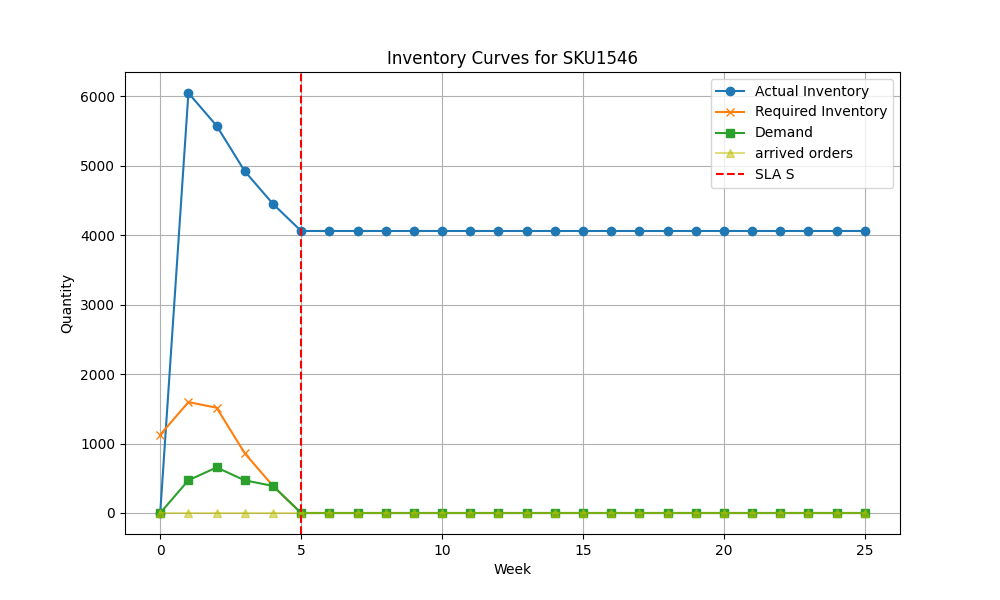 Inventory Curves for SKU1546
Actual Inventory
Required Inventory
Demand
arrived orders
SLA S
6000
5000
4000
3000
2000
1000
0
Quantity
0 5 10 15 20 25
Week